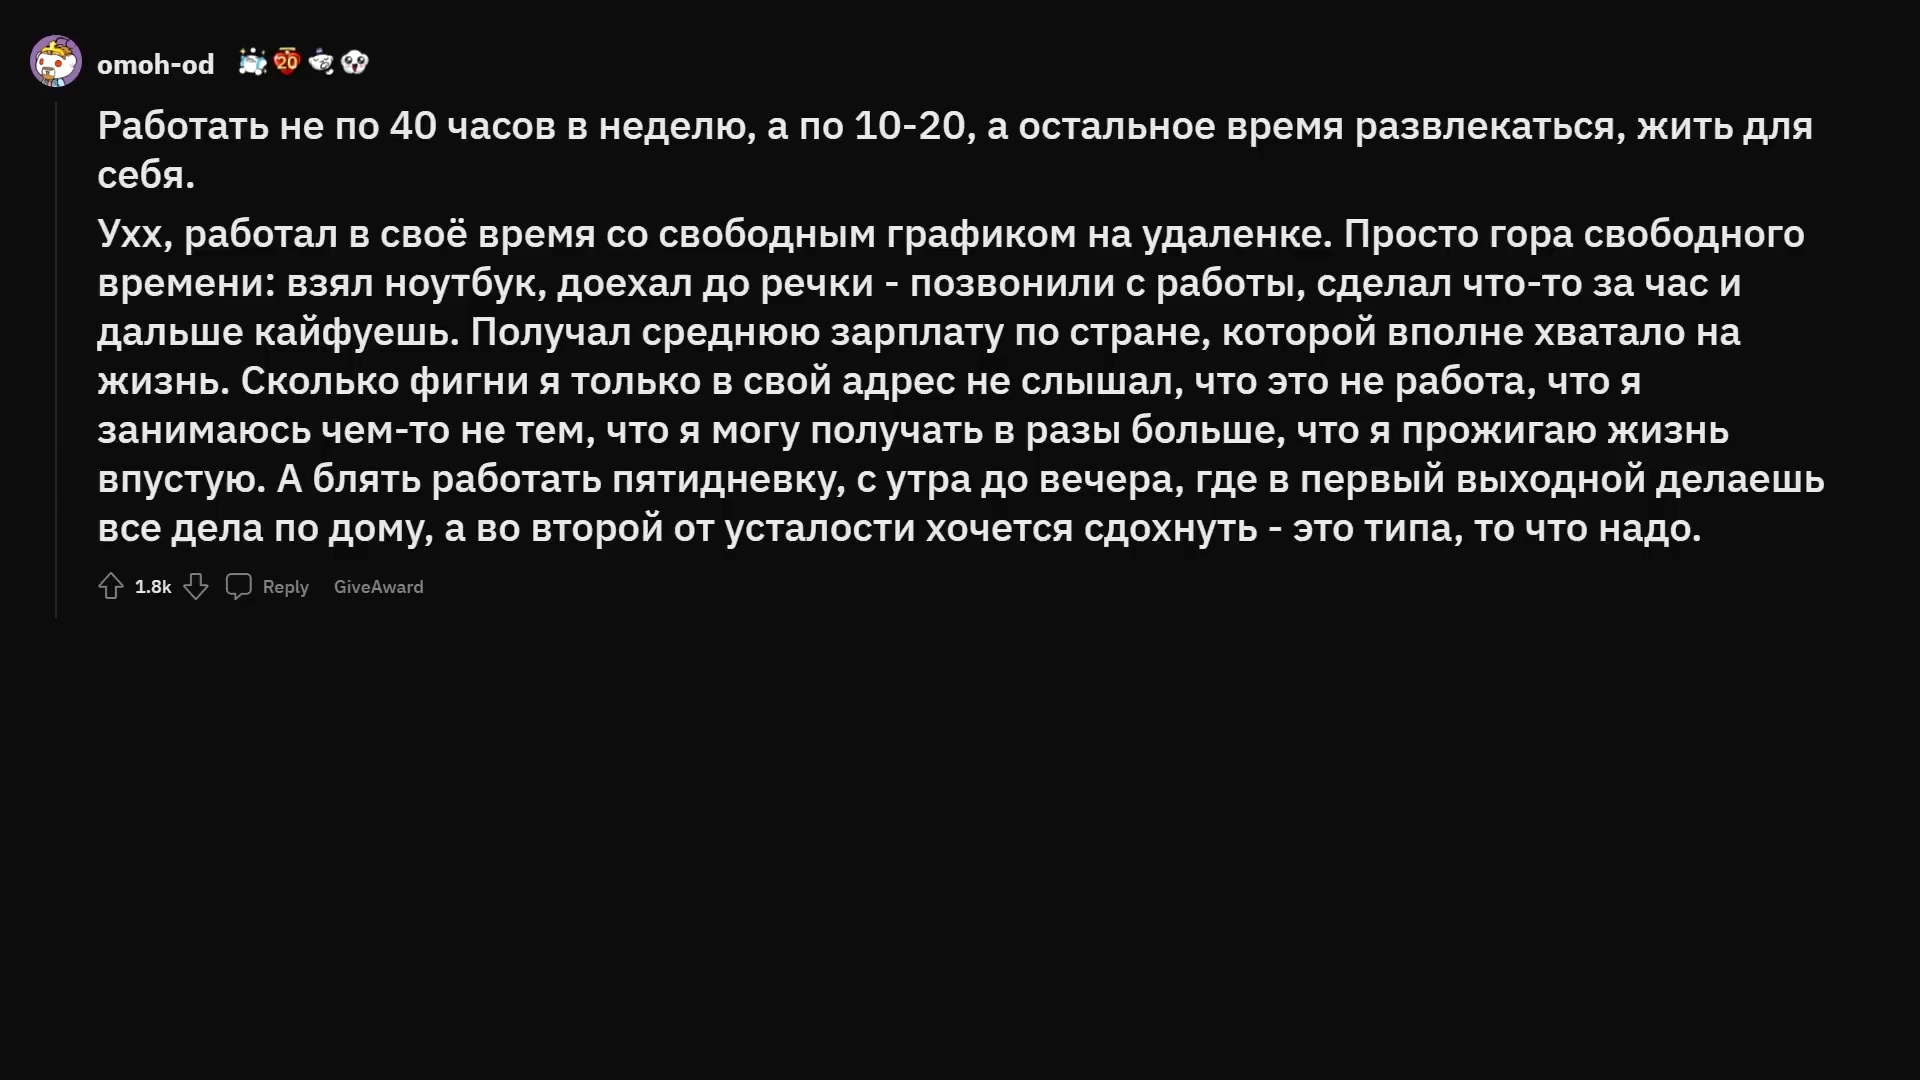 omoh-od
20
Работать не по 40 часов в неделю, а по 10-20, а остальное время развлекаться, жить для
себя.
Ухх, работал в своё время со свободным графиком на удаленке. Просто гора свободного
времени: взял ноутбук, доехал до речки - позвонили с работы, сделал что-то за час и
дальше кайфуешь. Получал среднюю зарплату по стране, которой вполне хватало на
жизнь. Сколько фигни я только в свой адрес не слышал, что это не работа, что я
занимаюсь чем-то не тем, что я могу получать в разы больше, что я прожигаю жизнь
впустую. А блять работать пятидневку, с утра до вечера, где в первый выходной делаешь
все дела по дому, а во второй от усталости хочется сдохнуть - это типа, то что надо.
1.8k Reply GiveAward